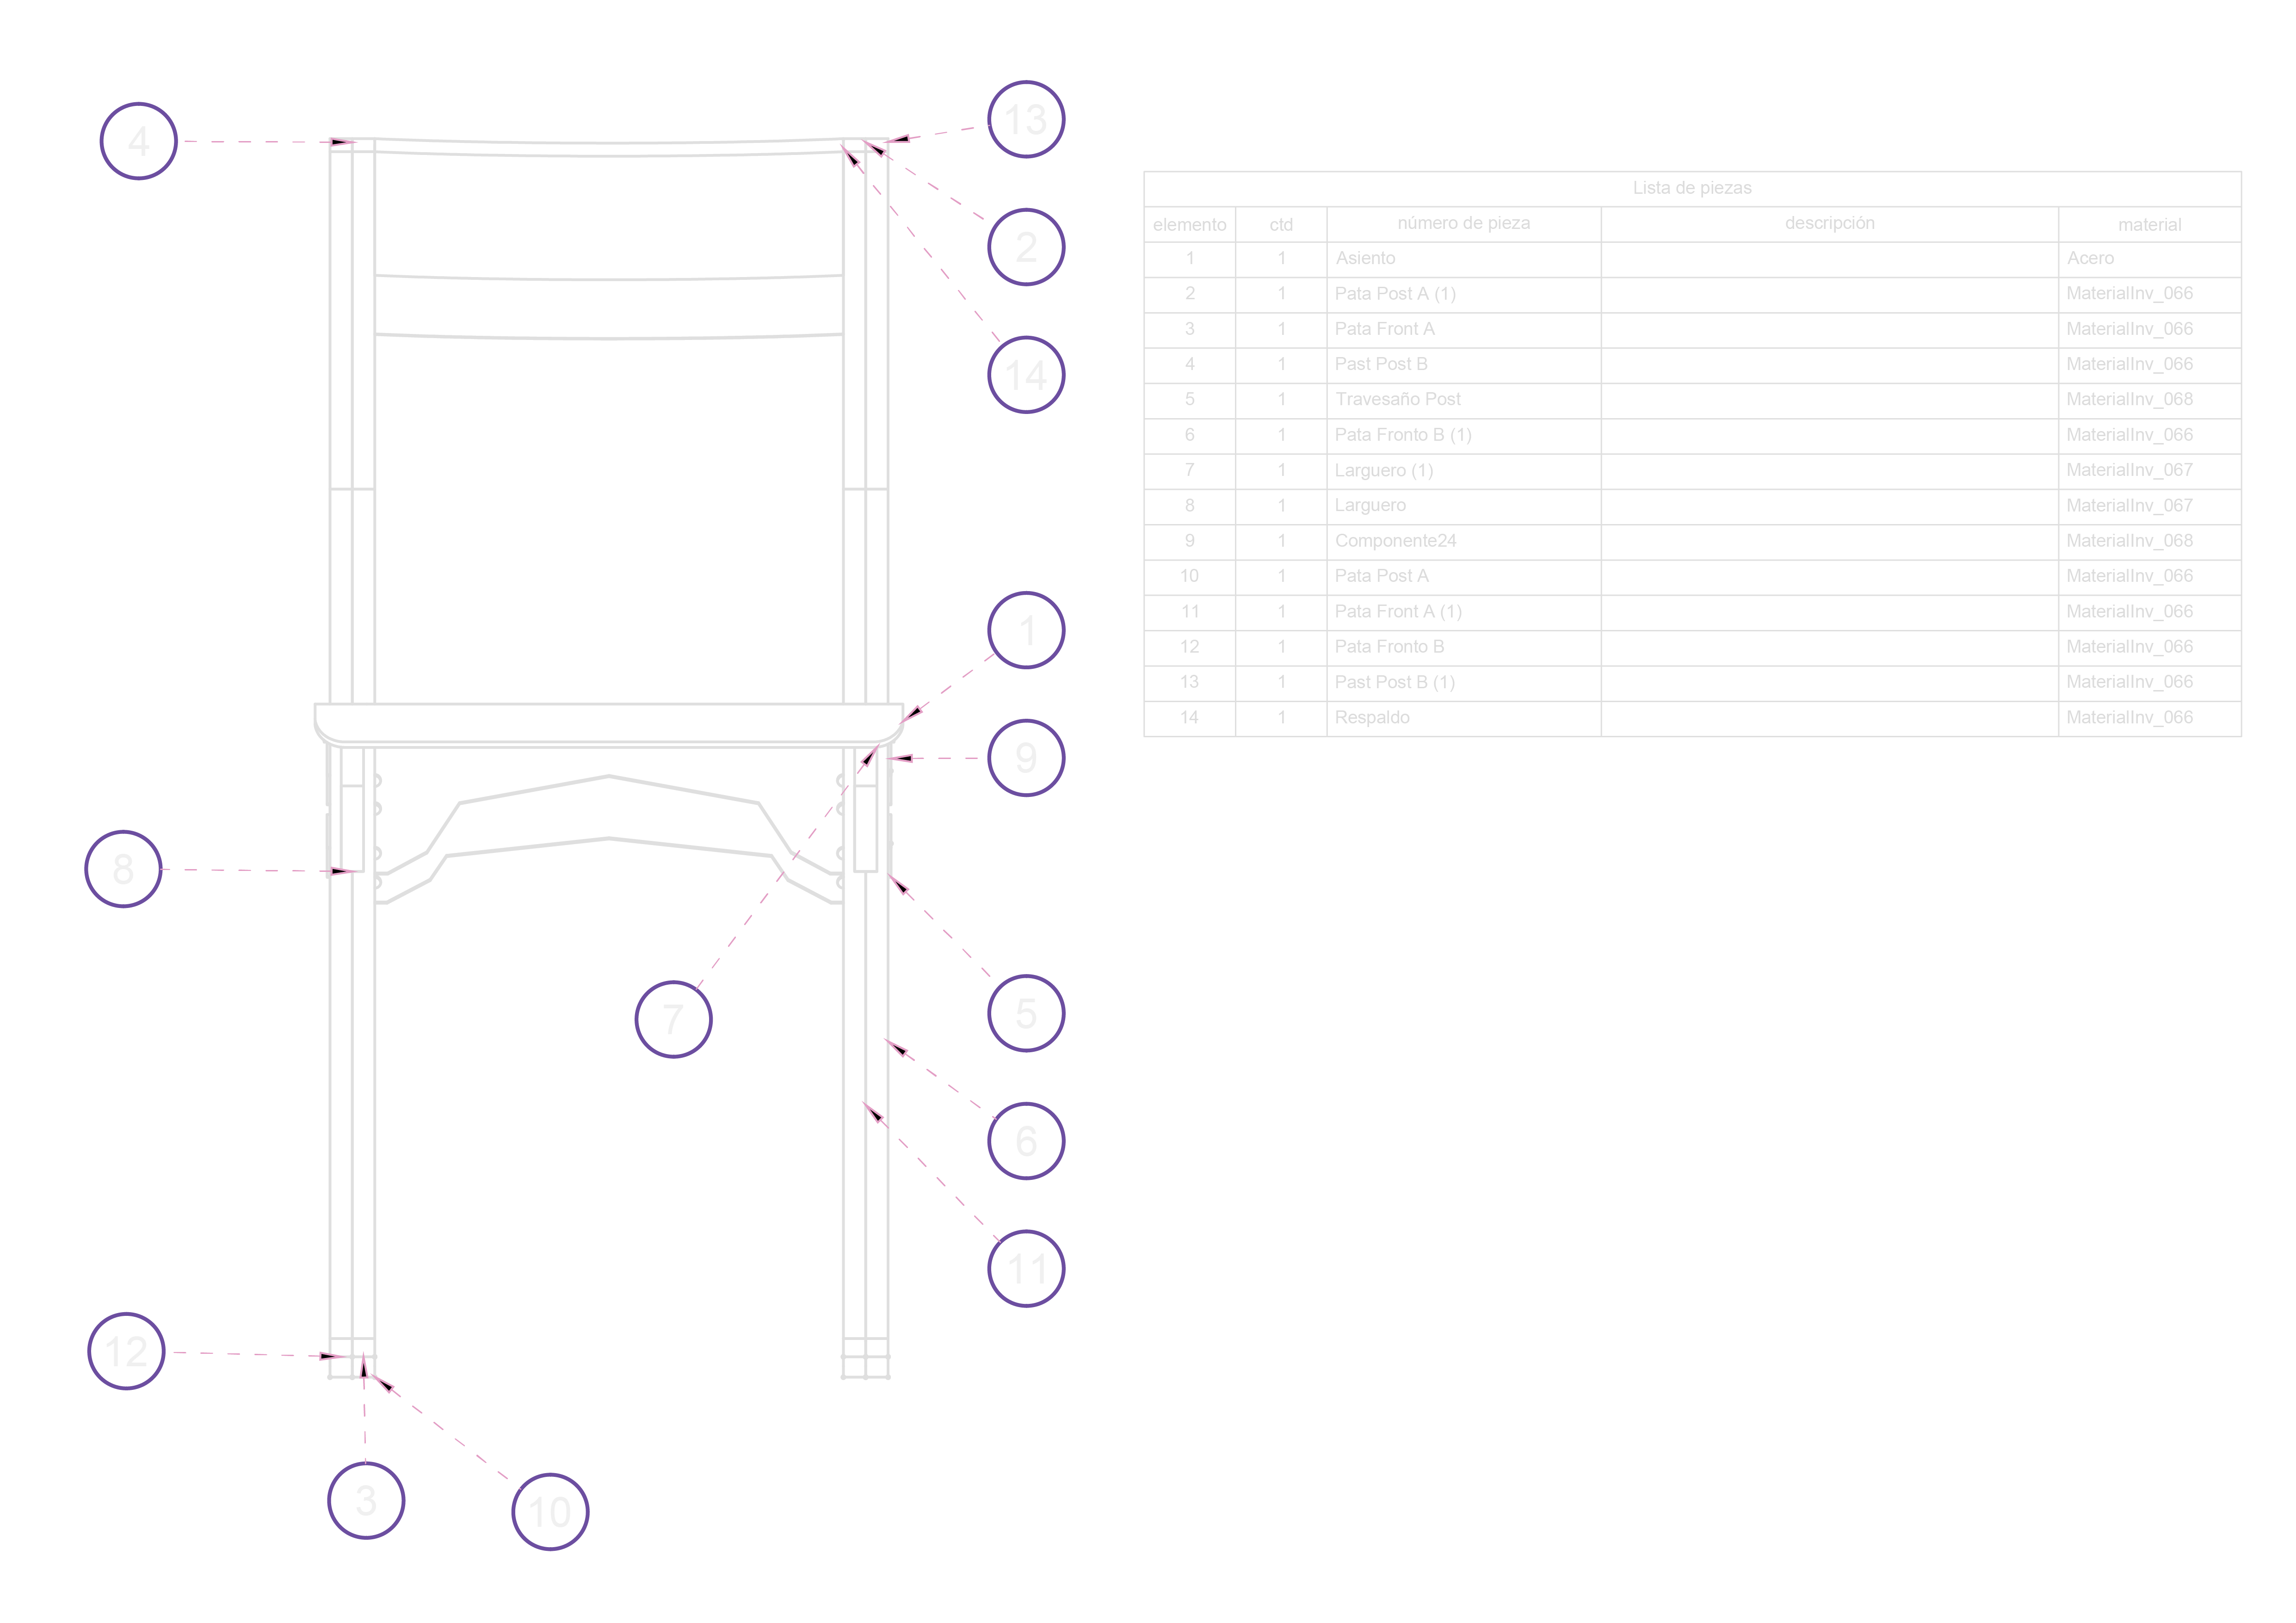 4
13
2
14
1
9
8
7
5
6
11
12
3
10
Lista de piezas
elemento ctd número de pieza descripción material
1 1 Asiento Acero
2 1 Pata Post A (1) MaterialInv_066
3 1 Pata Front A MaterialInv_066
4 1 Past Post B MaterialInv_066
5 1 Travesaño Post MaterialInv_068
6 1 Pata Fronto B (1) MaterialInv_066
7 1 Larguero (1) MaterialInv_067
8 1 Larguero MaterialInv_067
9 1 Componente24 MaterialInv_068
10 1 Pata Post A MaterialInv_066
11 1 Pata Front A (1) MaterialInv_066
12 1 Pata Fronto B MaterialInv_066
13 1 Past Post B (1) MaterialInv_066
14 1 Respaldo MaterialInv_066